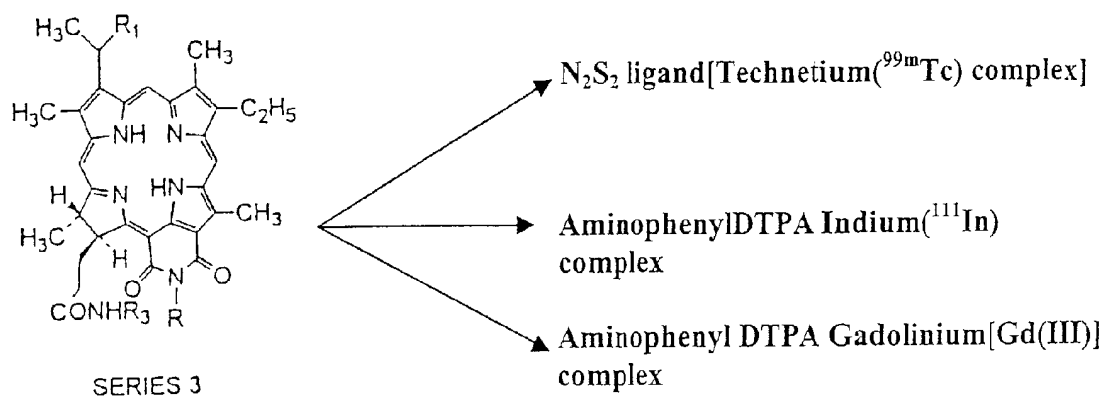 H₃C R₁
CH₃
H₃C
C₂H₅
NH N
N HN
H
H₃C
CH₃
H
O N O
CONHR₃ R
SERIES 3
N₂S₂ ligand[Technetium(⁹⁹ᵐTc) complex]
AminophenylDTPA Indium(¹¹¹In)
complex
Aminophenyl DTPA Gadolinium[Gd(III)]
complex